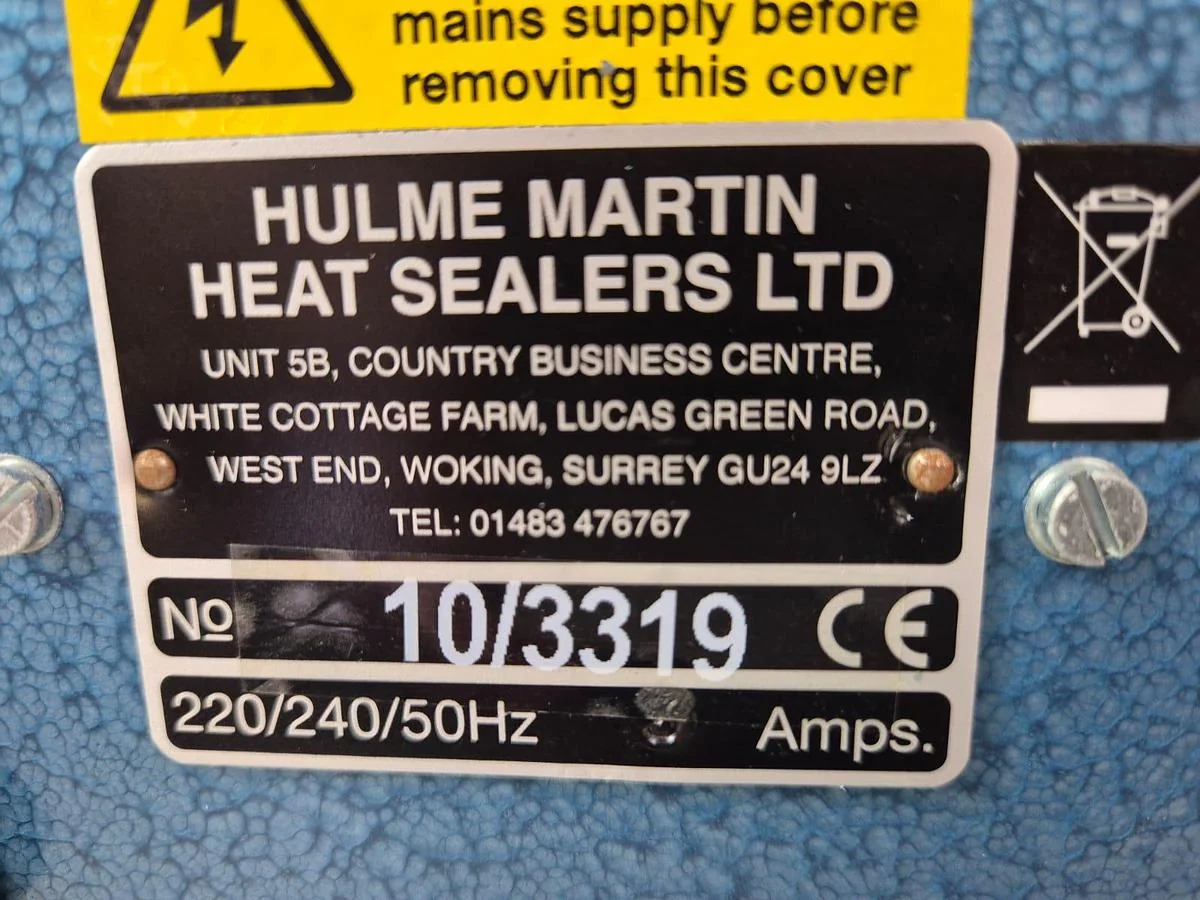 mains supply before
removing this cover
HULME MARTIN
HEAT SEALERS LTD
UNIT 5B, COUNTRY BUSINESS CENTRE,
WHITE COTTAGE FARM, LUCAS GREEN ROAD,
WEST END, WOKING, SURREY GU24 9LZ
TEL: 01483 476767
No 10/3319 CE
220/240/50Hz Amps.